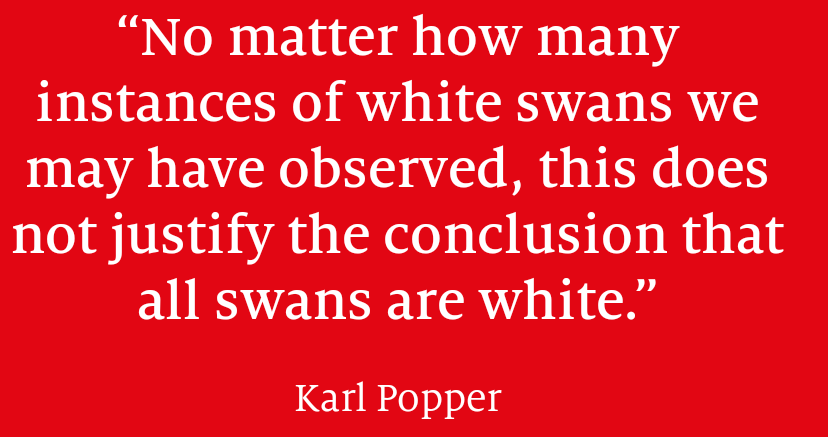 “No matter how many
instances of white swans we
may have observed, this does
not justify the conclusion that
all swans are white.”
Karl Popper